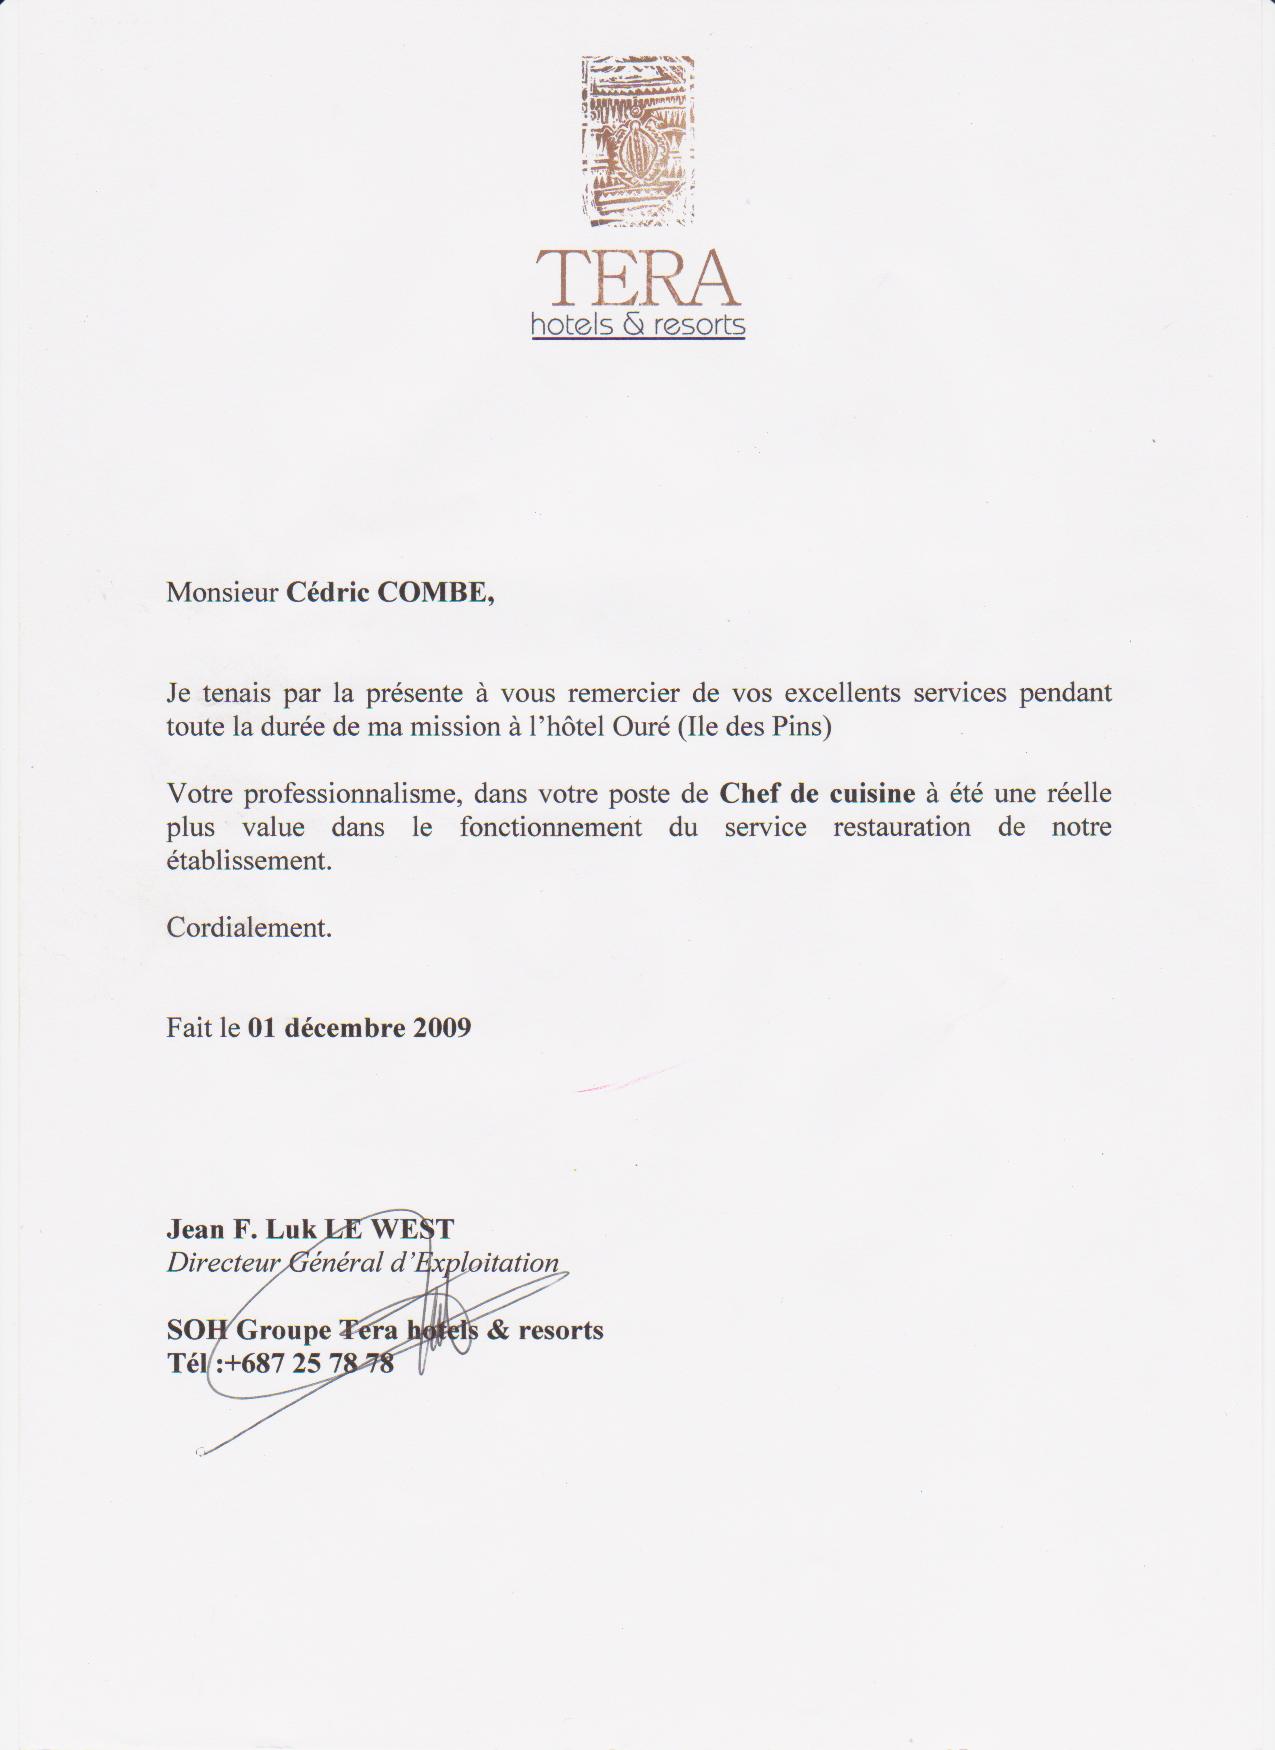 TERA
hotels & resorts
Monsieur Cédric COMBE,
Je tenais par la présente à vous remercier de vos excellents services pendant
toute la durée de ma mission à l’hôtel Ouré (Ile des Pins)
Votre professionnalisme, dans votre poste de Chef de cuisine à été une réelle
plus value dans le fonctionnement du service restauration de notre
établissement.
Cordialement.
Fait le 01 décembre 2009
Jean F. Luk LE WEST
Directeur Général d’Exploitation
SOH Groupe Tera hotels & resorts
Tél :+687 25 78 78